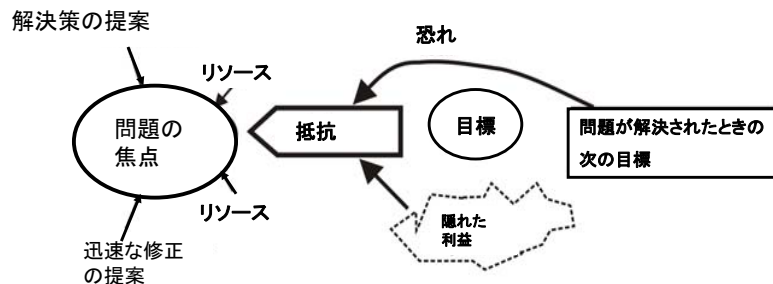 解決策の提案
恐れ
リソース
問題の
焦点
抵抗
目標
問題が解決されたときの
次の目標
リソース
隠れた
利益
迅速な修正
の提案